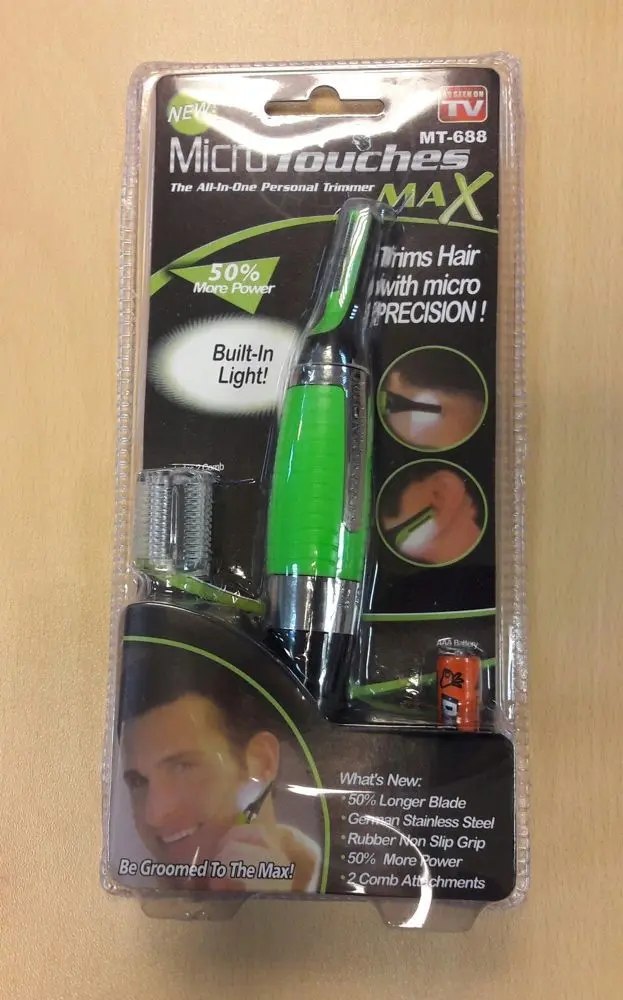 NEW!
AS SEEN ON
TV
MT-688
MicroTouches
MAX
The All-In-One Personal Trimmer
50%
More Power
Trims Hair
with micro
PRECISION !
Built-In
Light!
2 Comb
AAA Battery
What's New:
• 50% Longer Blade
• German Stainless Steel
• Rubber Non Slip Grip
• 50% More Power
• 2 Comb Attachments
Be Groomed To The Max!